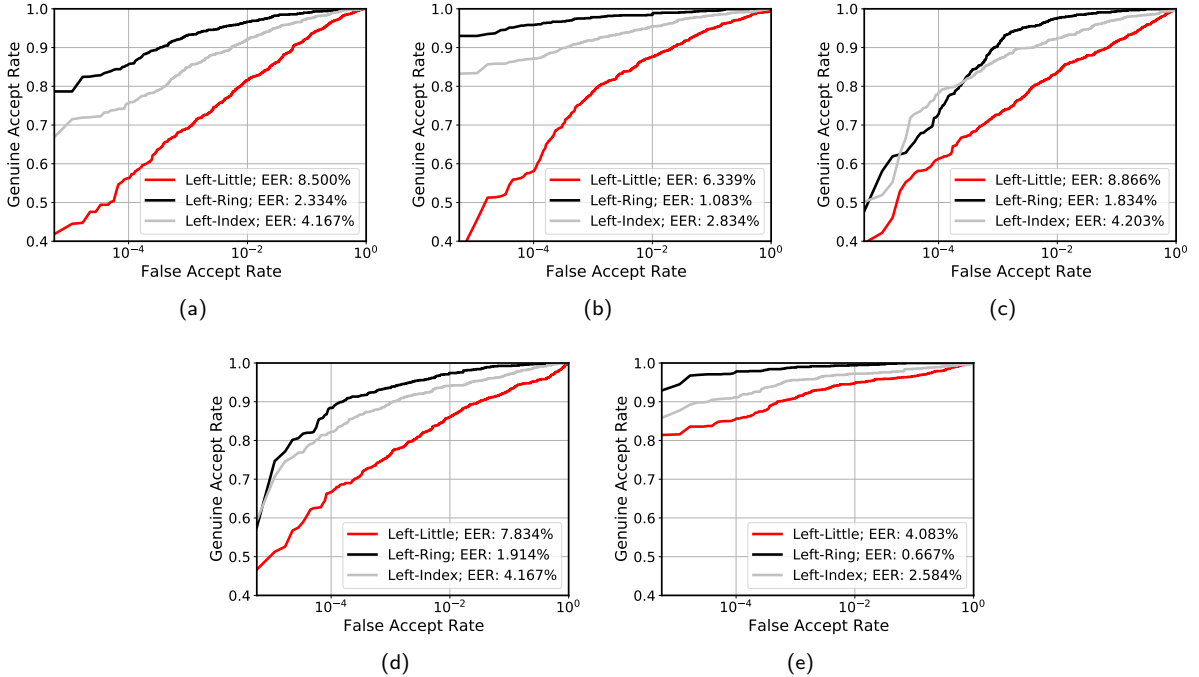 1.0
0.9
0.8
0.7
0.6
0.5
0.4
Genuine Accept Rate
Left-Little; EER: 8.500%
Left-Ring; EER: 2.334%
Left-Index; EER: 4.167%
10⁻⁴ 10⁻² 10⁰
False Accept Rate
(a)
1.0
0.9
0.8
0.7
0.6
0.5
0.4
Genuine Accept Rate
Left-Little; EER: 6.339%
Left-Ring; EER: 1.083%
Left-Index; EER: 2.834%
10⁻⁴ 10⁻² 10⁰
False Accept Rate
(b)
1.0
0.9
0.8
0.7
0.6
0.5
0.4
Genuine Accept Rate
Left-Little; EER: 8.866%
Left-Ring; EER: 1.834%
Left-Index; EER: 4.203%
10⁻⁴ 10⁻² 10⁰
False Accept Rate
(c)
1.0
0.9
0.8
0.7
0.6
0.5
0.4
Genuine Accept Rate
Left-Little; EER: 7.834%
Left-Ring; EER: 1.914%
Left-Index; EER: 4.167%
10⁻⁴ 10⁻² 10⁰
False Accept Rate
(d)
1.0
0.9
0.8
0.7
0.6
0.5
0.4
Genuine Accept Rate
Left-Little; EER: 4.083%
Left-Ring; EER: 0.667%
Left-Index; EER: 2.584%
10⁻⁴ 10⁻² 10⁰
False Accept Rate
(e)